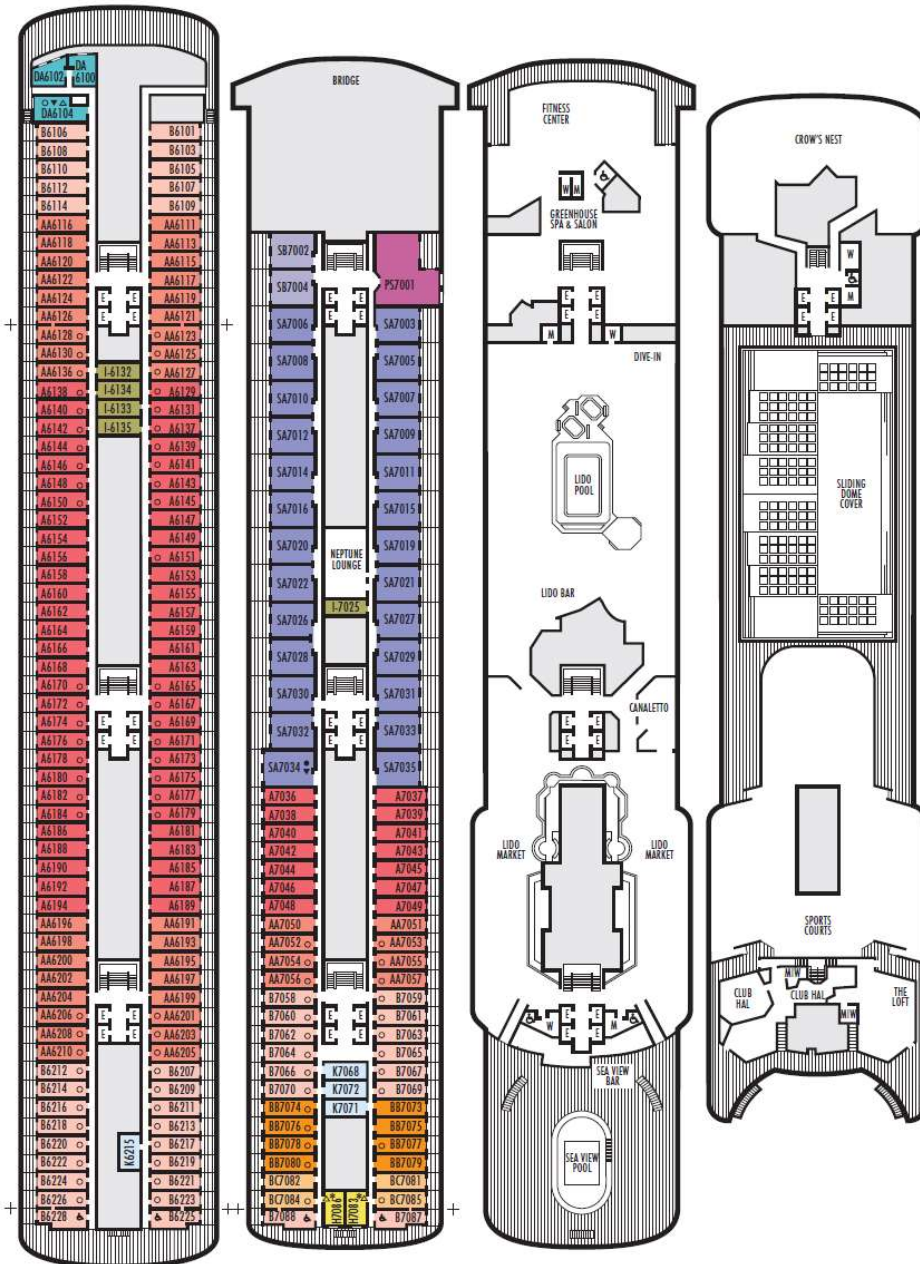 DA6102
DA
6100
DA6104
B6106
B6108
B6110
B6112
B6114
AA6116
AA6118
AA6120
AA6122
AA6124
AA6126
AA6128
AA6130
AA6136
A6138
A6140
A6142
A6144
A6146
A6148
A6150
A6152
A6154
A6156
A6158
A6160
A6162
A6164
A6166
A6168
A6170
A6172
A6174
A6176
A6178
A6180
A6182
A6184
A6186
A6188
A6190
A6192
A6194
AA6196
AA6198
AA6200
AA6202
AA6204
AA6206
AA6208
AA6210
B6212
B6214
B6216
B6218
B6220
B6222
B6224
B6226
B6228
E E
E E
I-6132
I-6134
I-6133
I-6135
E E
E E
E E
E E
K6215
B6101
B6103
B6105
B6107
B6109
AA6111
AA6113
AA6115
AA6117
AA6119
AA6121
AA6123
AA6125
AA6127
A6129
A6131
A6137
A6139
A6141
A6143
A6145
A6147
A6149
A6151
A6153
A6155
A6157
A6159
A6161
A6163
A6165
A6167
A6169
A6171
A6173
A6175
A6177
A6179
A6181
A6183
A6185
A6187
A6189
AA6191
AA6193
AA6195
AA6197
AA6199
AA6201
AA6203
AA6205
B6207
B6209
B6211
B6213
B6217
B6219
B6221
B6223
B6225
BRIDGE
SB7002
SB7004
SA7006
SA7008
SA7010
SA7012
SA7014
SA7016
SA7020
SA7022
SA7026
SA7028
SA7030
SA7032
SA7034
A7036
A7038
A7040
A7042
A7044
A7046
A7048
AA7050
AA7052
AA7054
AA7056
B7058
B7060
B7062
B7064
B7066
B7070
BB7074
BB7076
BB7078
BB7080
BC7082
BC7084
B7088
E E
E E
NEPTUNE
LOUNGE
I-7025
E E
E E
E E
E E
K7068
K7072
K7071
H7086
H7083
PS7001
SA7003
SA7005
SA7007
SA7009
SA7011
SA7015
SA7019
SA7021
SA7027
SA7029
SA7031
SA7033
SA7035
A7037
A7039
A7041
A7043
A7045
A7047
A7049
AA7051
AA7053
AA7055
AA7057
B7059
B7061
B7063
B7065
B7067
B7069
BB7073
BB7075
BB7077
BB7079
BC7081
BC7085
B7087
FITNESS
CENTER
W M
GREENHOUSE
SPA & SALON
E E
E E
M W
DIVE-IN
LIDO
POOL
LIDO BAR
CANALETTO
E E
E E
LIDO
MARKET
LIDO
MARKET
W E E M
E E
SEA VIEW
BAR
SEA VIEW
POOL
CROW'S NEST
W
M
E E
E E
SLIDING
DOME
COVER
SPORTS
COURTS
CLUB
HAL
M/W
CLUB HAL
M/W
THE
LOFT